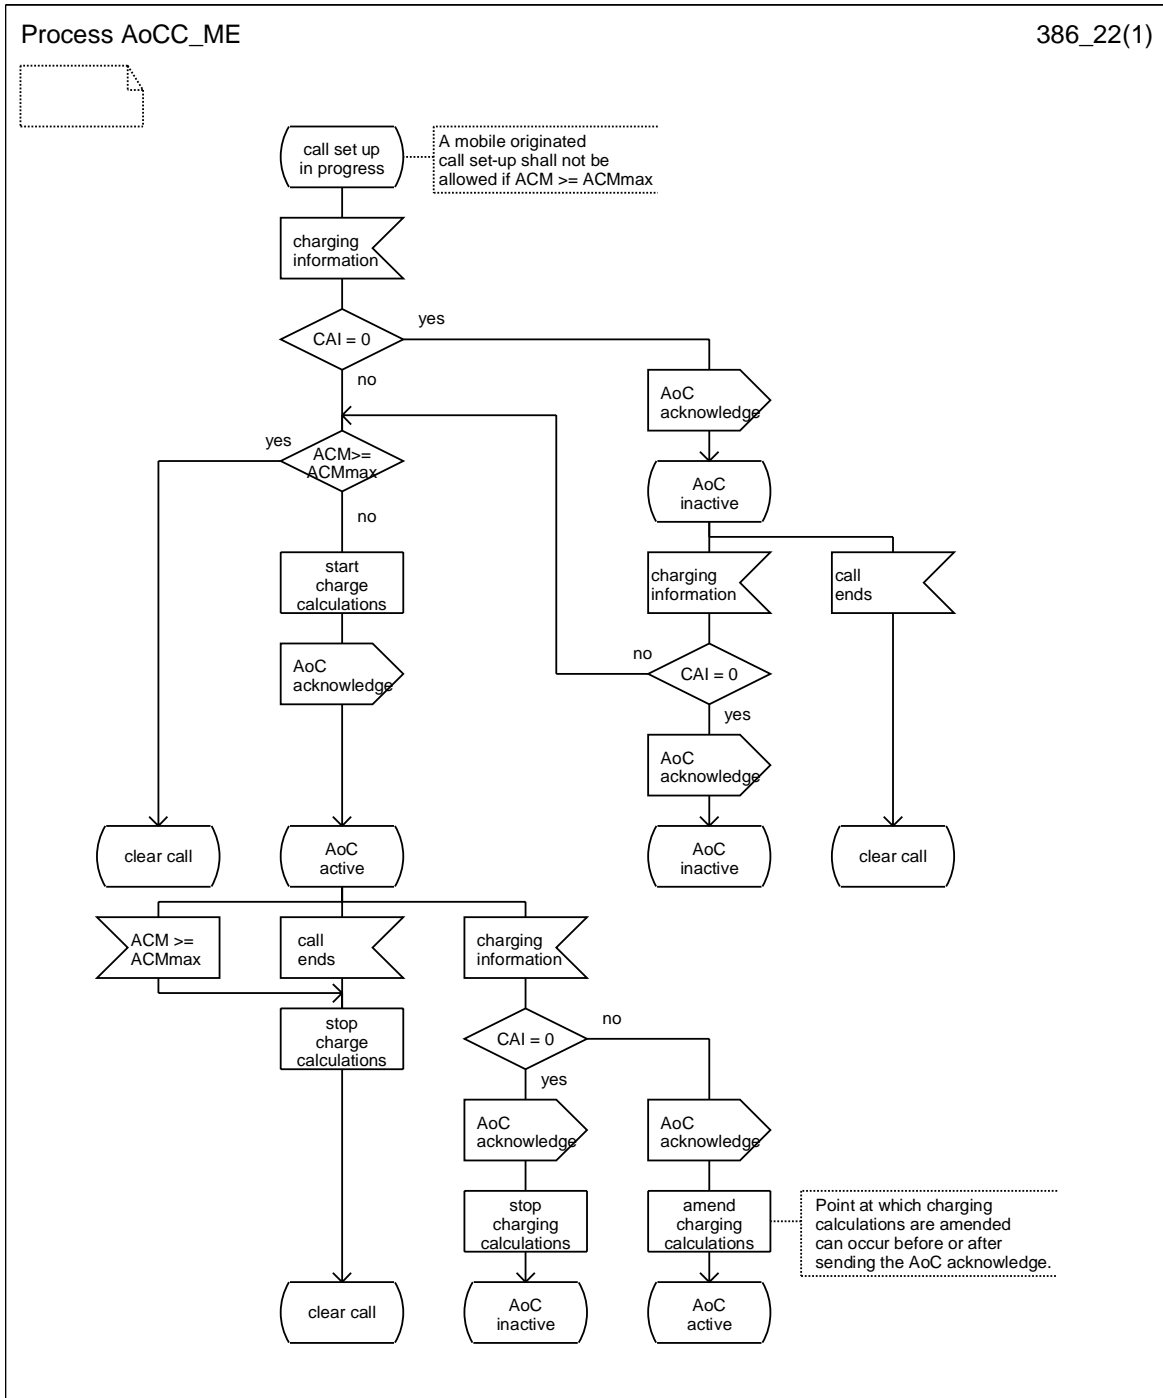 Process AoCC_ME
386_22(1)
call set up
in progress
A mobile originated
call set-up shall not be
allowed if ACM >= ACMmax
charging
information
CAI = 0
yes
no
AoC
acknowledge
yes
ACM>=
ACMmax
no
AoC
inactive
start
charge
calculations
charging
information
call
ends
AoC
acknowledge
no
CAI = 0
yes
AoC
acknowledge
clear call
AoC
active
AoC
inactive
clear call
ACM >=
ACMmax
call
ends
charging
information
stop
charge
calculations
CAI = 0
no
yes
AoC
acknowledge
AoC
acknowledge
stop
charging
calculations
amend
charging
calculations
Point at which charging
calculations are amended
can occur before or after
sending the AoC acknowledge.
clear call
AoC
inactive
AoC
active